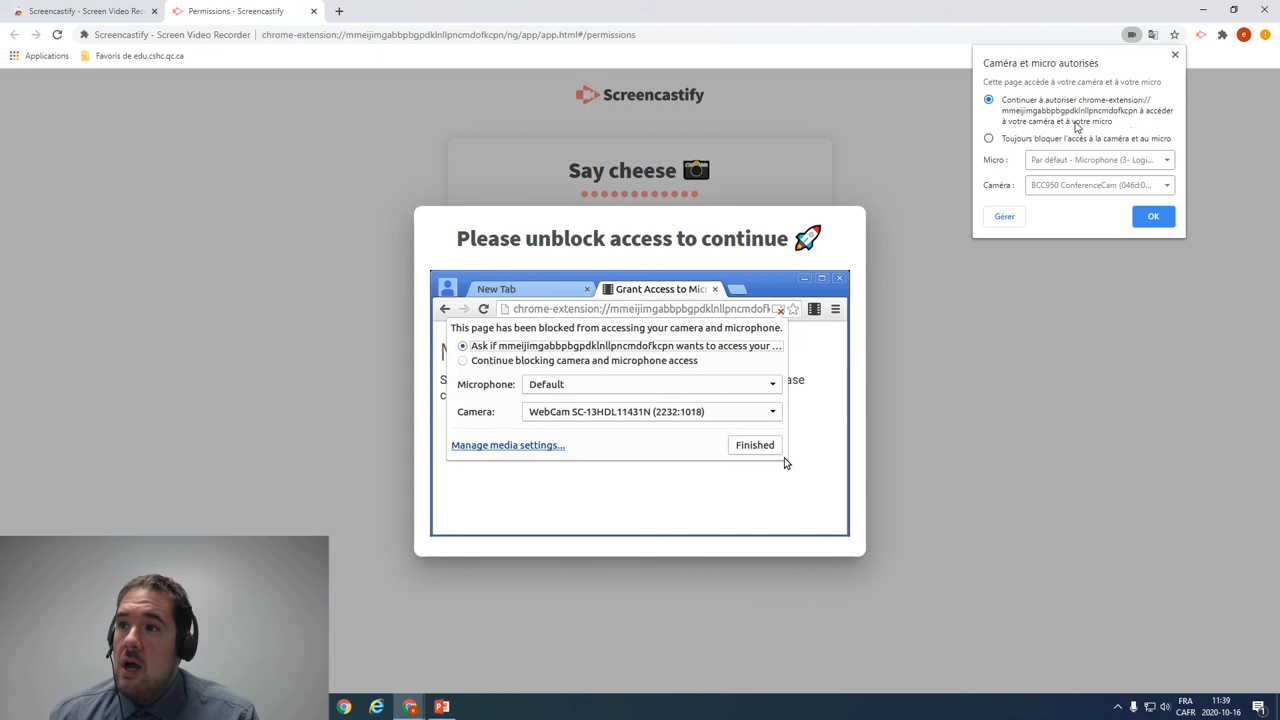 Screencastify - Screen Video Rec
Permissions - Screencastify
Screencastify - Screen Video Recorder
chrome-extension://mmeijimgabbpbgpdklnllpncmdofkcpn/ng/app/app.html#/permissions
e
Applications
Favoris de edu.cshc.qc.ca
Caméra et micro autorisés
Cette page accède à votre caméra et à votre micro
Continuer à autoriser chrome-extension://
mmeijimgabbpbgpdklnllpncmdofkcpn à accéder
à votre caméra et à votre micro
Toujours bloquer l'accès à la caméra et au micro
Micro :
Par défaut - Microphone (3- Logi...
Caméra :
BCC950 ConferenceCam (046d:0...
Gérer
OK
Screencastify
Say cheese
Please unblock access to continue
New Tab
Grant Access to Mic
chrome-extension://mmeijimgabbpbgpdklnllpncmdofk
This page has been blocked from accessing your camera and microphone.
Ask if mmeijimgabbpbgpdklnllpncmdofkcpn wants to access your ...
Continue blocking camera and microphone access
Microphone:
Default
Camera:
WebCam SC-13HDL11431N (2232:1018)
Manage media settings...
Finished
FRA
CAFR
11:39
2020-10-16